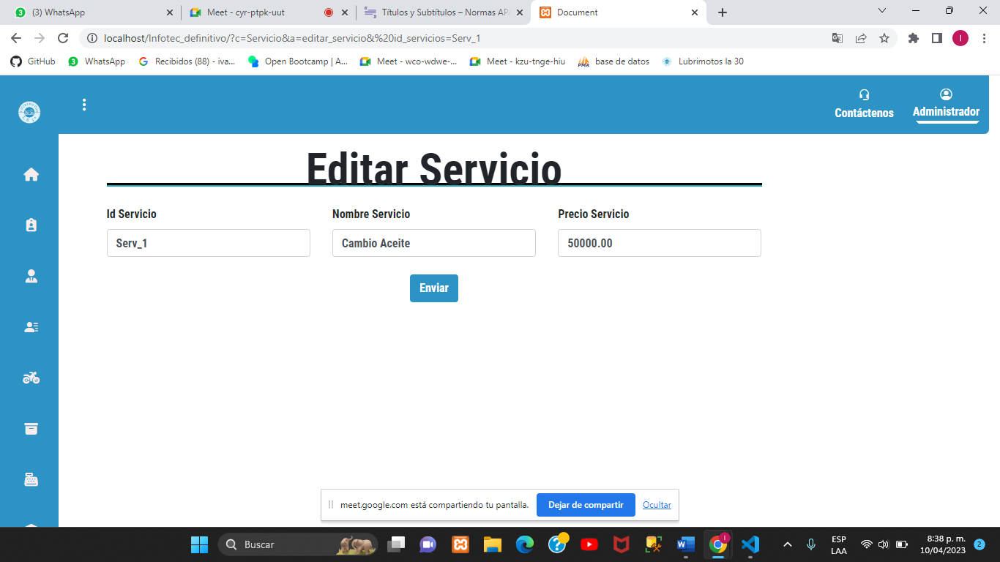 (3) WhatsApp
Meet - cyr-ptpk-uut
Títulos y Subtítulos – Normas APA
Document
localhost/Infotec_definitivo/?c=Servicio&a=editar_servicio&%20id_servicios=Serv_1
GitHub
WhatsApp
Recibidos (88) - iva...
Open Bootcamp | A...
Meet - wco-wdwe-...
Meet - kzu-tnge-hiu
base de datos
Lubrimotos la 30
Contáctenos
Administrador
Editar Servicio
Id Servicio
Nombre Servicio
Precio Servicio
Serv_1
Cambio Aceite
50000.00
Enviar
meet.google.com está compartiendo tu pantalla.
Dejar de compartir
Ocultar
Buscar
ESP
LAA
8:38 p. m.
10/04/2023
2